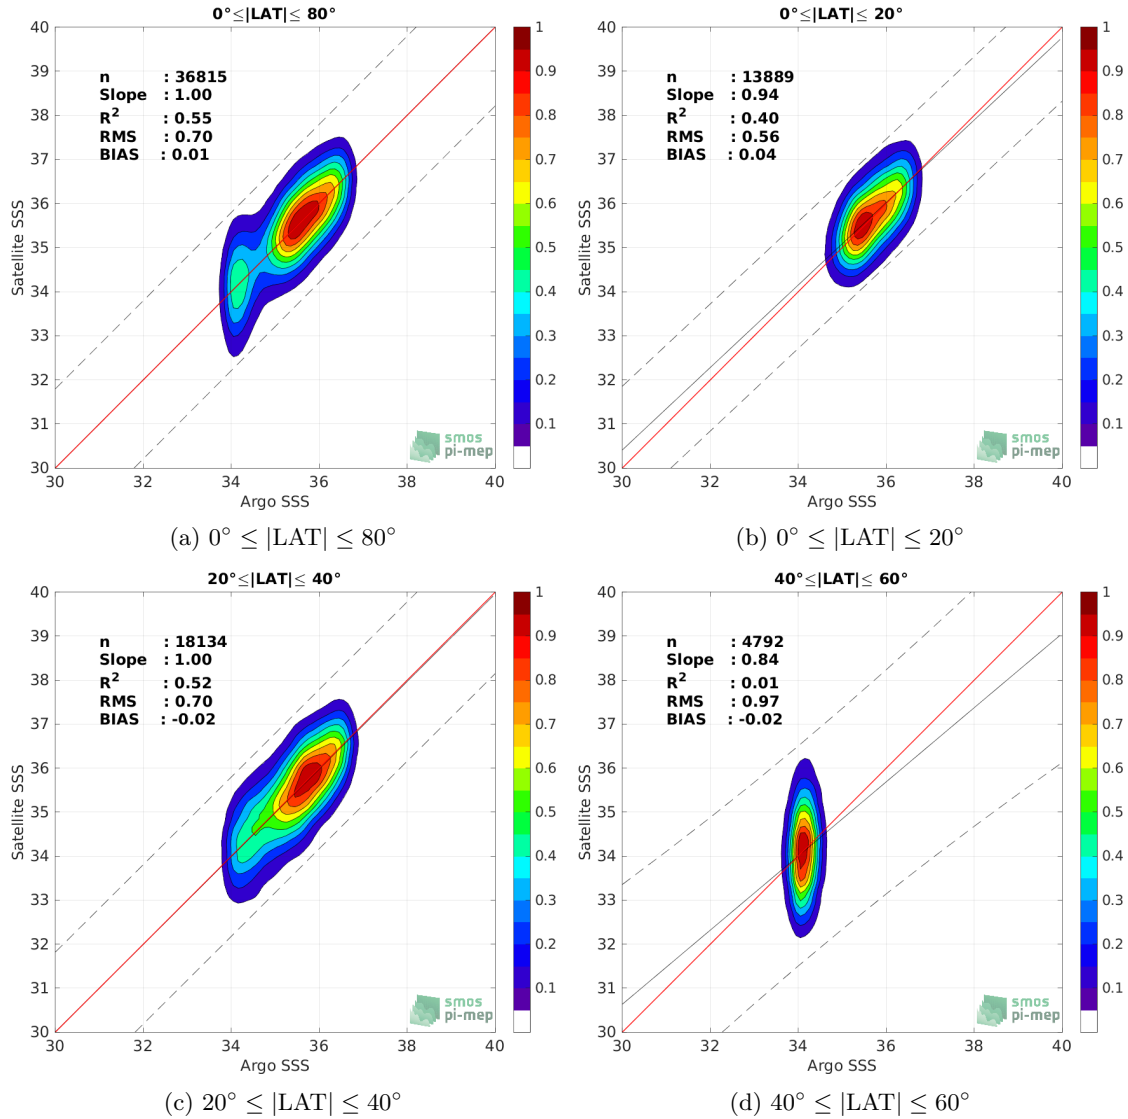 0°≤|LAT|≤ 80°
n : 36815
Slope : 1.00
R² : 0.55
RMS : 0.70
BIAS : 0.01
40
39
38
37
36
35
34
33
32
31
30
Satellite SSS
30 32 34 36 38 40
Argo SSS
1
0.9
0.8
0.7
0.6
0.5
0.4
0.3
0.2
0.1
smos
pi-mep
(a) 0° ≤ |LAT| ≤ 80°
0°≤|LAT|≤ 20°
n : 13889
Slope : 0.94
R² : 0.40
RMS : 0.56
BIAS : 0.04
40
39
38
37
36
35
34
33
32
31
30
Satellite SSS
30 32 34 36 38 40
Argo SSS
1
0.9
0.8
0.7
0.6
0.5
0.4
0.3
0.2
0.1
smos
pi-mep
(b) 0° ≤ |LAT| ≤ 20°
20°≤|LAT|≤ 40°
n : 18134
Slope : 1.00
R² : 0.52
RMS : 0.70
BIAS : -0.02
40
39
38
37
36
35
34
33
32
31
30
Satellite SSS
30 32 34 36 38 40
Argo SSS
1
0.9
0.8
0.7
0.6
0.5
0.4
0.3
0.2
0.1
smos
pi-mep
(c) 20° ≤ |LAT| ≤ 40°
40°≤|LAT|≤ 60°
n : 4792
Slope : 0.84
R² : 0.01
RMS : 0.97
BIAS : -0.02
40
39
38
37
36
35
34
33
32
31
30
Satellite SSS
30 32 34 36 38 40
Argo SSS
1
0.9
0.8
0.7
0.6
0.5
0.4
0.3
0.2
0.1
smos
pi-mep
(d) 40° ≤ |LAT| ≤ 60°